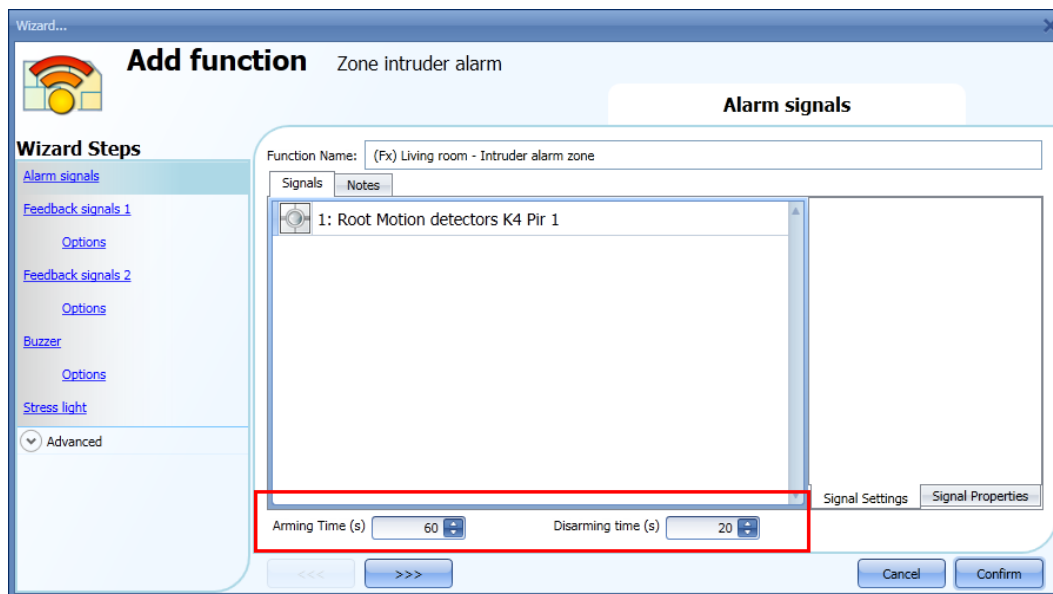 Wizard...
Add function Zone intruder alarm
Alarm signals
Wizard Steps
Alarm signals
Feedback signals 1
Options
Feedback signals 2
Options
Buzzer
Options
Stress light
Advanced
Function Name: (Fx) Living room - Intruder alarm zone
Signals Notes
1: Root Motion detectors K4 Pir 1
Signal Settings Signal Properties
Arming Time (s) 60 Disarming time (s) 20
<<< >>> Cancel Confirm